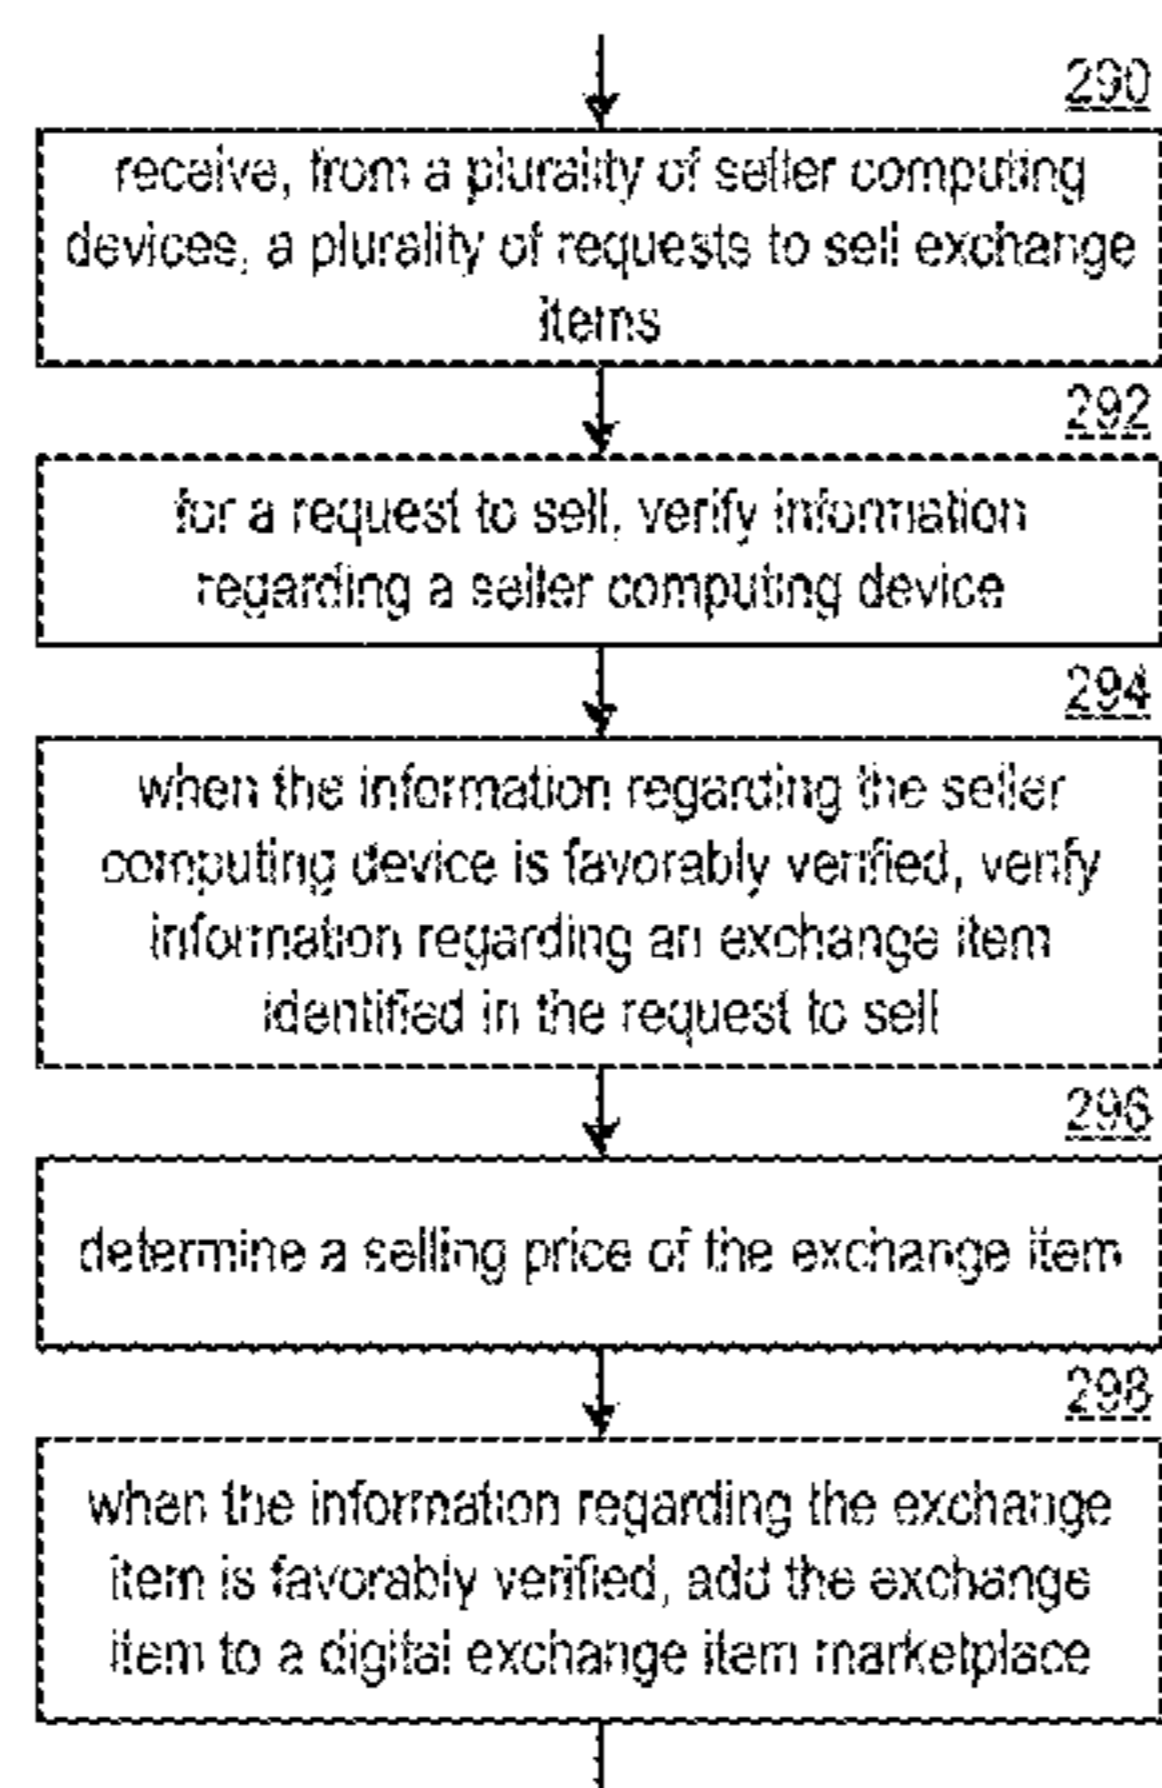 290
receive, from a plurality of seller computing
devices, a plurality of requests to sell exchange
items
292
for a request to sell, verify information
regarding a seller computing device
294
when the information regarding the seller
computing device is favorably verified, verify
information regarding an exchange item
identified in the request to sell
296
determine a selling price of the exchange item
298
when the information regarding the exchange
item is favorably verified, add the exchange
item to a digital exchange item marketplace